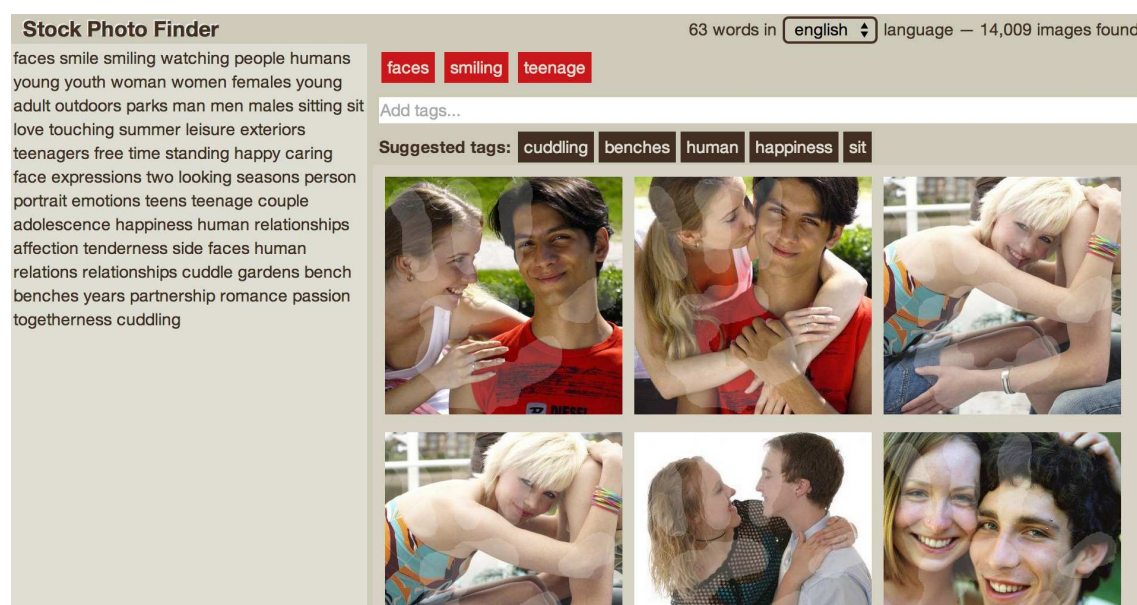 Stock Photo Finder
63 words in english language — 14,009 images found
faces smile smiling watching people humans
young youth woman women females young
adult outdoors parks man men males sitting sit
love touching summer leisure exteriors
teenagers free time standing happy caring
face expressions two looking seasons person
portrait emotions teens teenage couple
adolescence happiness human relationships
affection tenderness side faces human
relations relationships cuddle gardens bench
benches years partnership romance passion
togetherness cuddling
faces smiling teenage
Add tags...
Suggested tags: cuddling benches human happiness sit
DIESEL